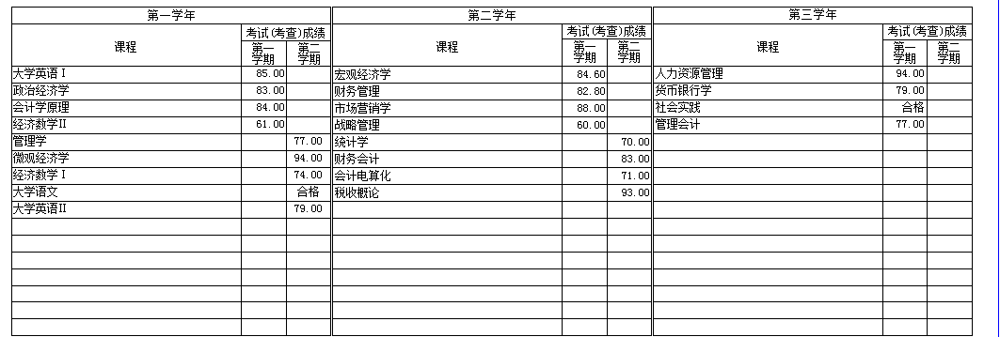 第一学年 第二学年 第三学年
课程 考试(考查)成绩 课程 考试(考查)成绩 课程 考试(考查)成绩
第一学期 第二学期 第一学期 第二学期 第一学期 第二学期
大学英语Ⅰ 85.00 宏观经济学 84.60 人力资源管理 94.00
政治经济学 83.00 财务管理 82.80 货币银行学 79.00
会计学原理 84.00 市场营销学 88.00 社会实践 合格
经济数学II 61.00 战略管理 60.00 管理会计 77.00
管理学 77.00 统计学 70.00
微观经济学 94.00 财务会计 83.00
经济数学Ⅰ 74.00 会计电算化 71.00
大学语文 合格 税收概论 93.00
大学英语II 79.00